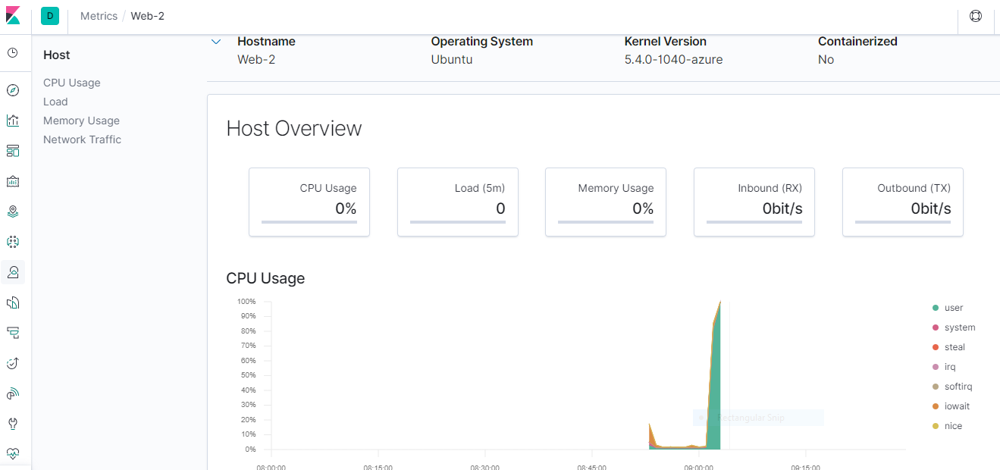 D Metrics / Web-2
Hostname Operating System Kernel Version Containerized
Web-2 Ubuntu 5.4.0-1040-azure No
Host
CPU Usage
Load
Memory Usage
Network Traffic
Host Overview
CPU Usage Load (5m) Memory Usage Inbound (RX) Outbound (TX)
0% 0 0% 0bit/s 0bit/s
CPU Usage
100%
90%
80%
70%
60%
50%
40%
30%
20%
10%
0%
user
system
steal
irq
softirq
iowait
nice
Rectangular Snip
08:00:00 08:15:00 08:30:00 08:45:00 09:00:00 09:15:00